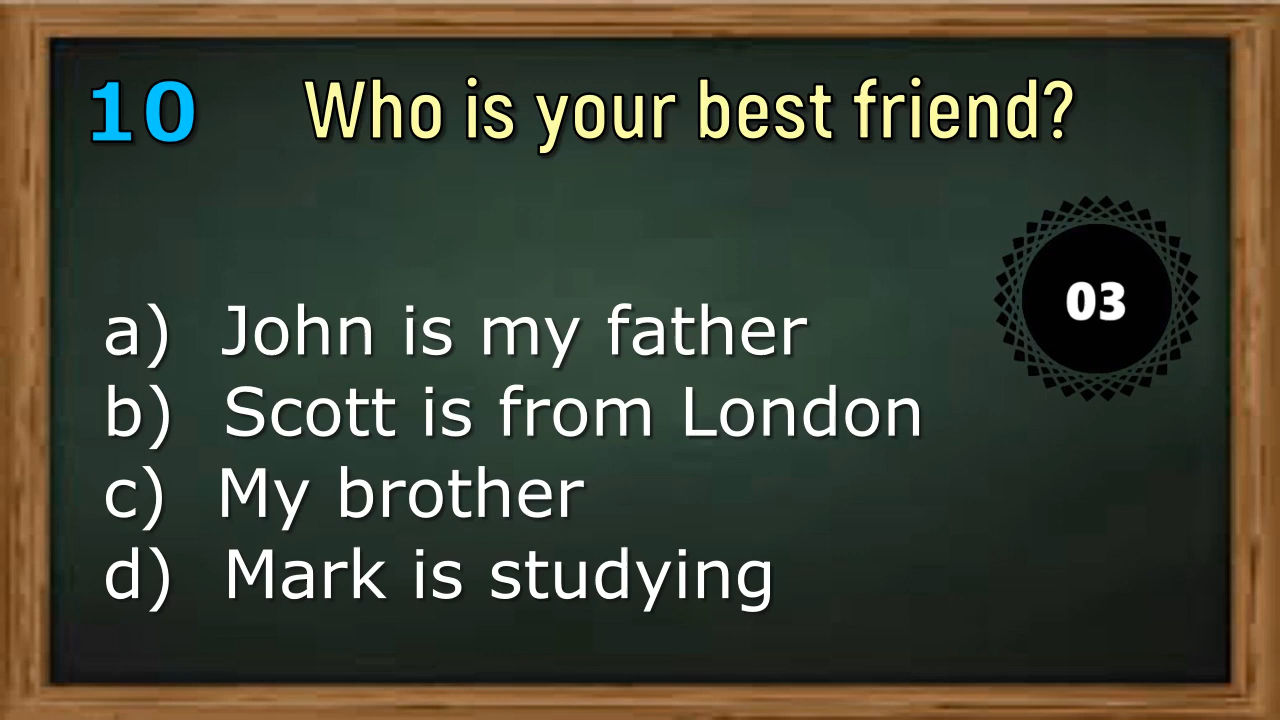 10 Who is your best friend?
03
a) John is my father
b) Scott is from London
c) My brother
d) Mark is studying